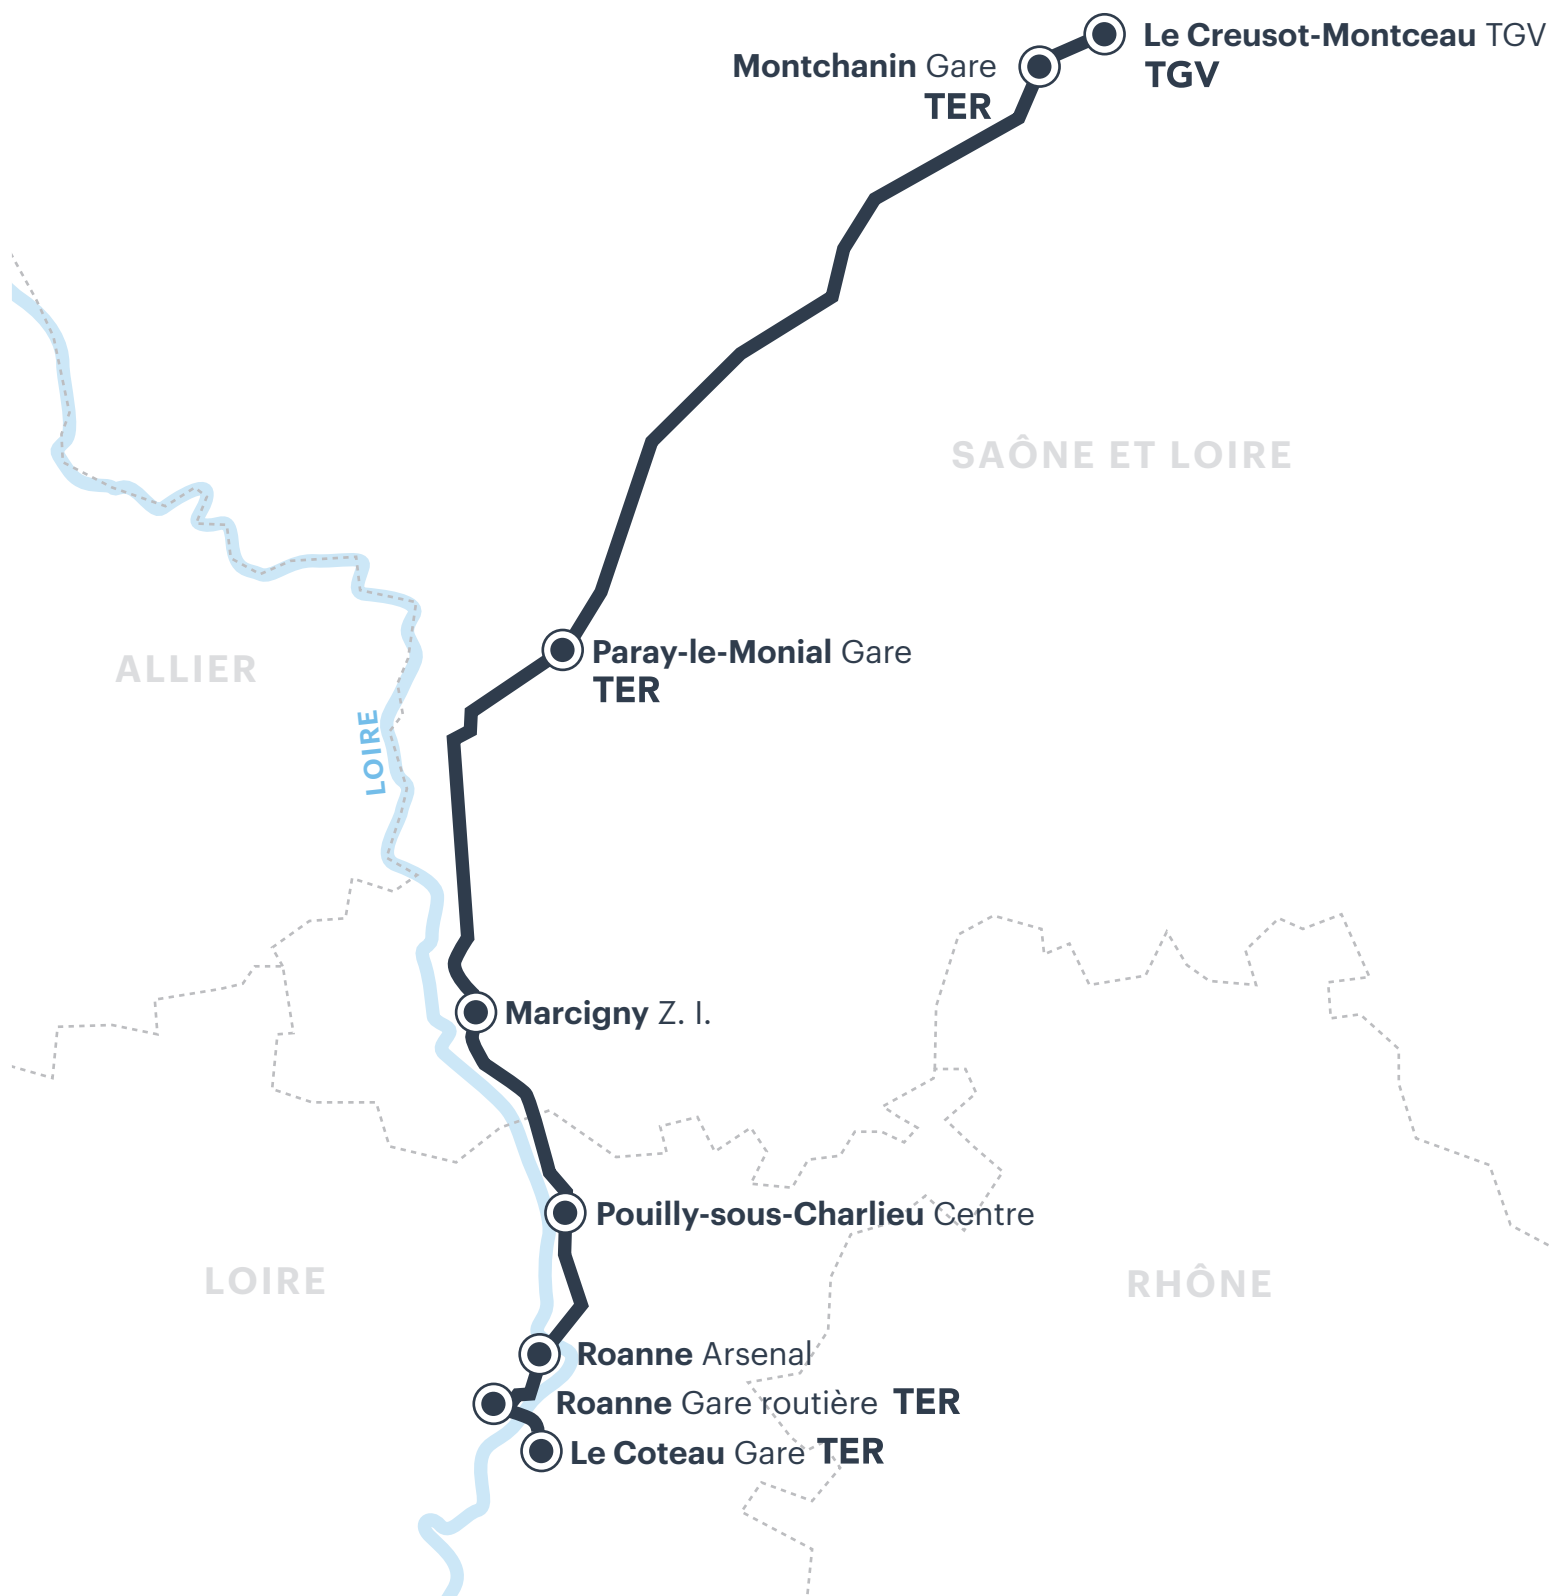 Le Creusot-Montceau TGV
TGV
Montchanin Gare
TER
SAÔNE ET LOIRE
Paray-le-Monial Gare
TER
ALLIER
LOIRE
Marcigny Z. I.
Pouilly-sous-Charlieu Centre
LOIRE
RHÔNE
Roanne Arsenal
Roanne Gare routière TER
Le Coteau Gare TER